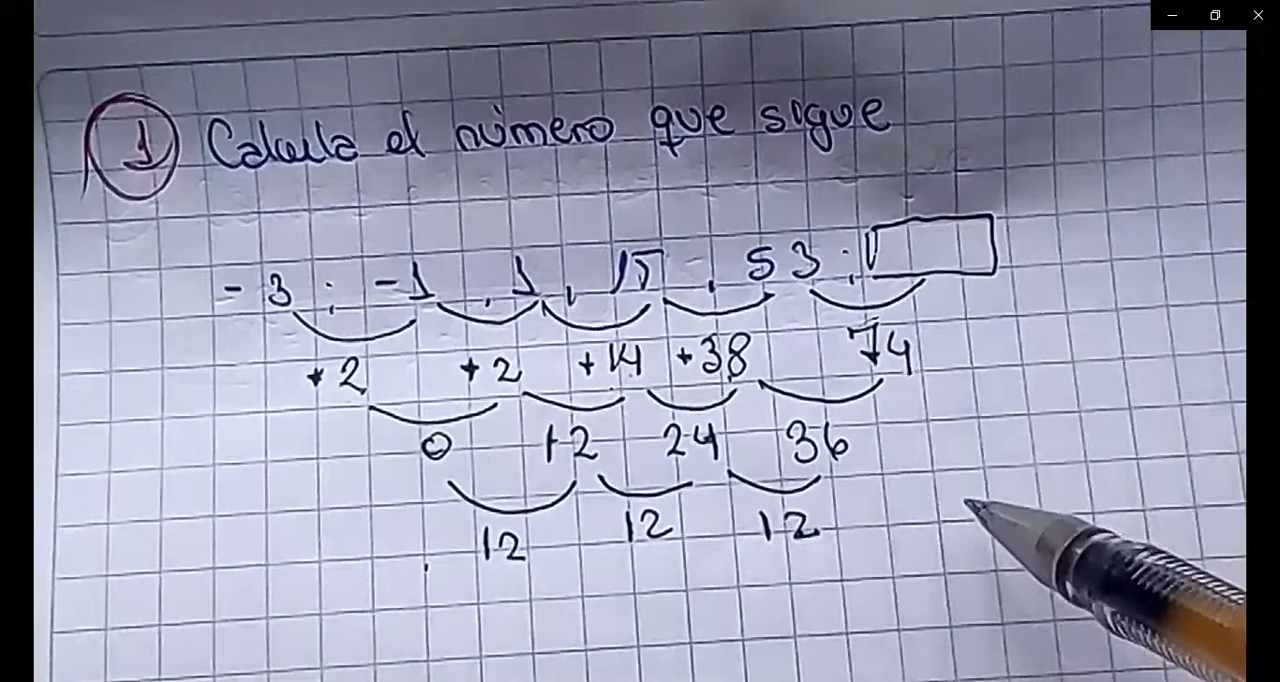 1 Calcula el número que sigue
-3 ; -1 , 1 , 15 , 53 ;
+2 +2 +14 +38 74
0 12 24 36
12 12 12